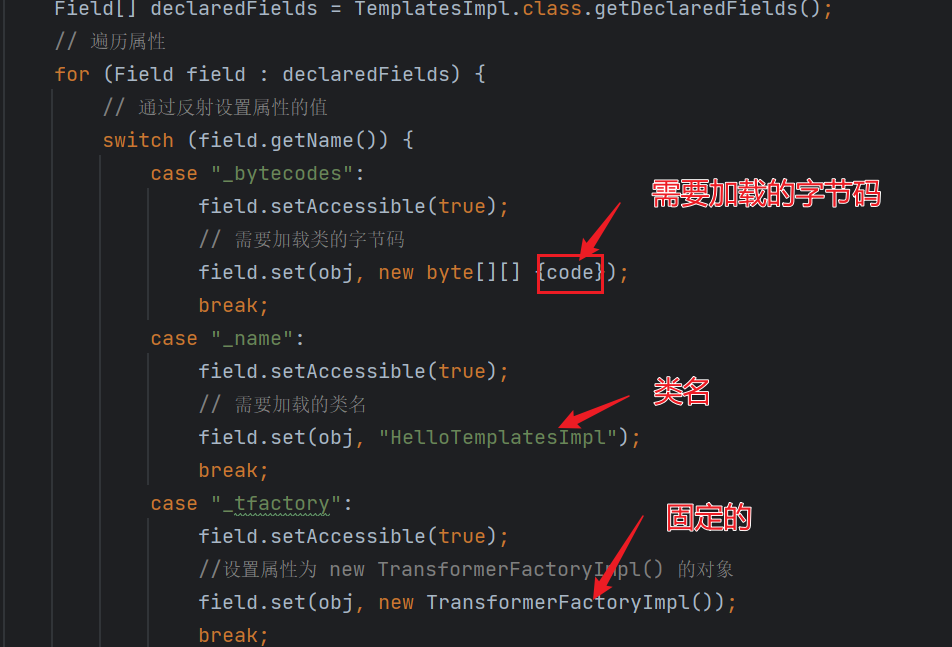 Field[] declaredFields = TemplatesImpl.class.getDeclaredFields();
// 遍历属性
for (Field field : declaredFields) {
// 通过反射设置属性的值
switch (field.getName()) {
case "_bytecodes":
需要加载的字节码
field.setAccessible(true);
// 需要加载类的字节码
field.set(obj, new byte[][] {code});
break;
case "_name":
field.setAccessible(true);
类名
// 需要加载的类名
field.set(obj, "HelloTemplatesImpl");
break;
case "_tfactory":
固定的
field.setAccessible(true);
//设置属性为 new TransformerFactoryImpl() 的对象
field.set(obj, new TransformerFactoryImpl());
break;